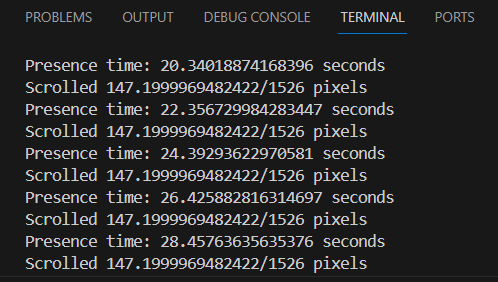 PROBLEMS OUTPUT DEBUG CONSOLE TERMINAL PORTS
Presence time: 20.34018874168396 seconds
Scrolled 147.1999969482422/1526 pixels
Presence time: 22.356729984283447 seconds
Scrolled 147.1999969482422/1526 pixels
Presence time: 24.39293622970581 seconds
Scrolled 147.1999969482422/1526 pixels
Presence time: 26.425882816314697 seconds
Scrolled 147.1999969482422/1526 pixels
Presence time: 28.45763635635376 seconds
Scrolled 147.1999969482422/1526 pixels